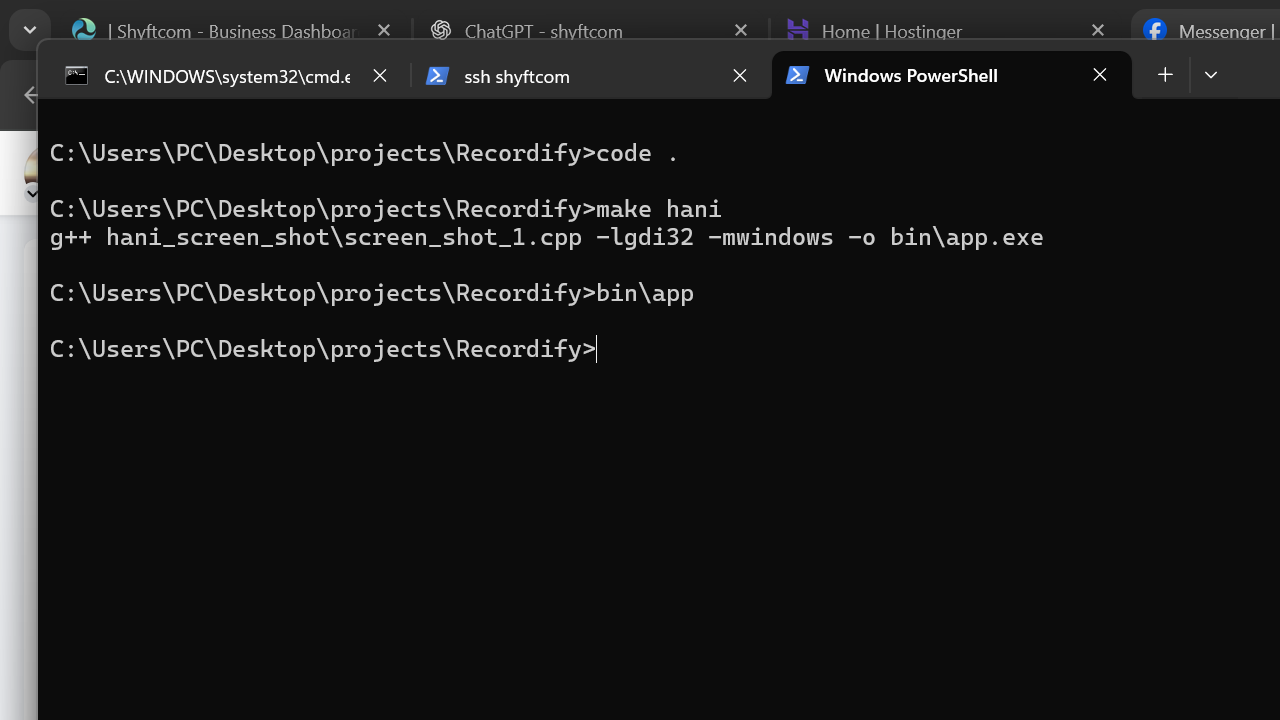 | Shyftcom - Business Dashboar
ChatGPT - shyftcom
Home | Hostinger
Messenger |
C:\WINDOWS\system32\cmd.e
ssh shyftcom
Windows PowerShell
C:\Users\PC\Desktop\projects\Recordify>code .
C:\Users\PC\Desktop\projects\Recordify>make hani
g++ hani_screen_shot\screen_shot_1.cpp -lgdi32 -mwindows -o bin\app.exe
C:\Users\PC\Desktop\projects\Recordify>bin\app
C:\Users\PC\Desktop\projects\Recordify>